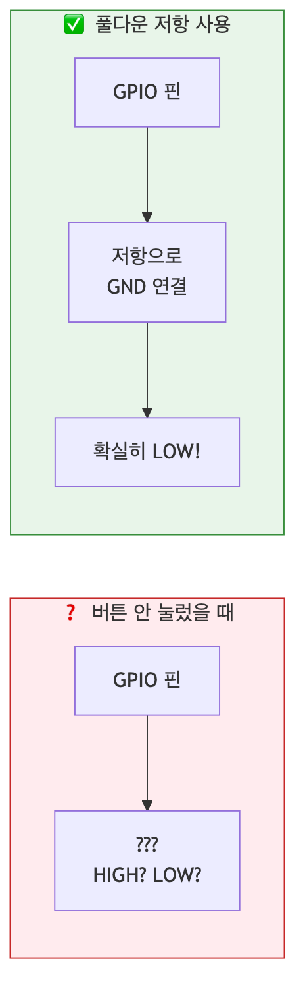 ✅ 풀다운 저항 사용
GPIO 핀
저항으로
GND 연결
확실히 LOW!
❓ 버튼 안 눌렀을 때
GPIO 핀
???
HIGH? LOW?